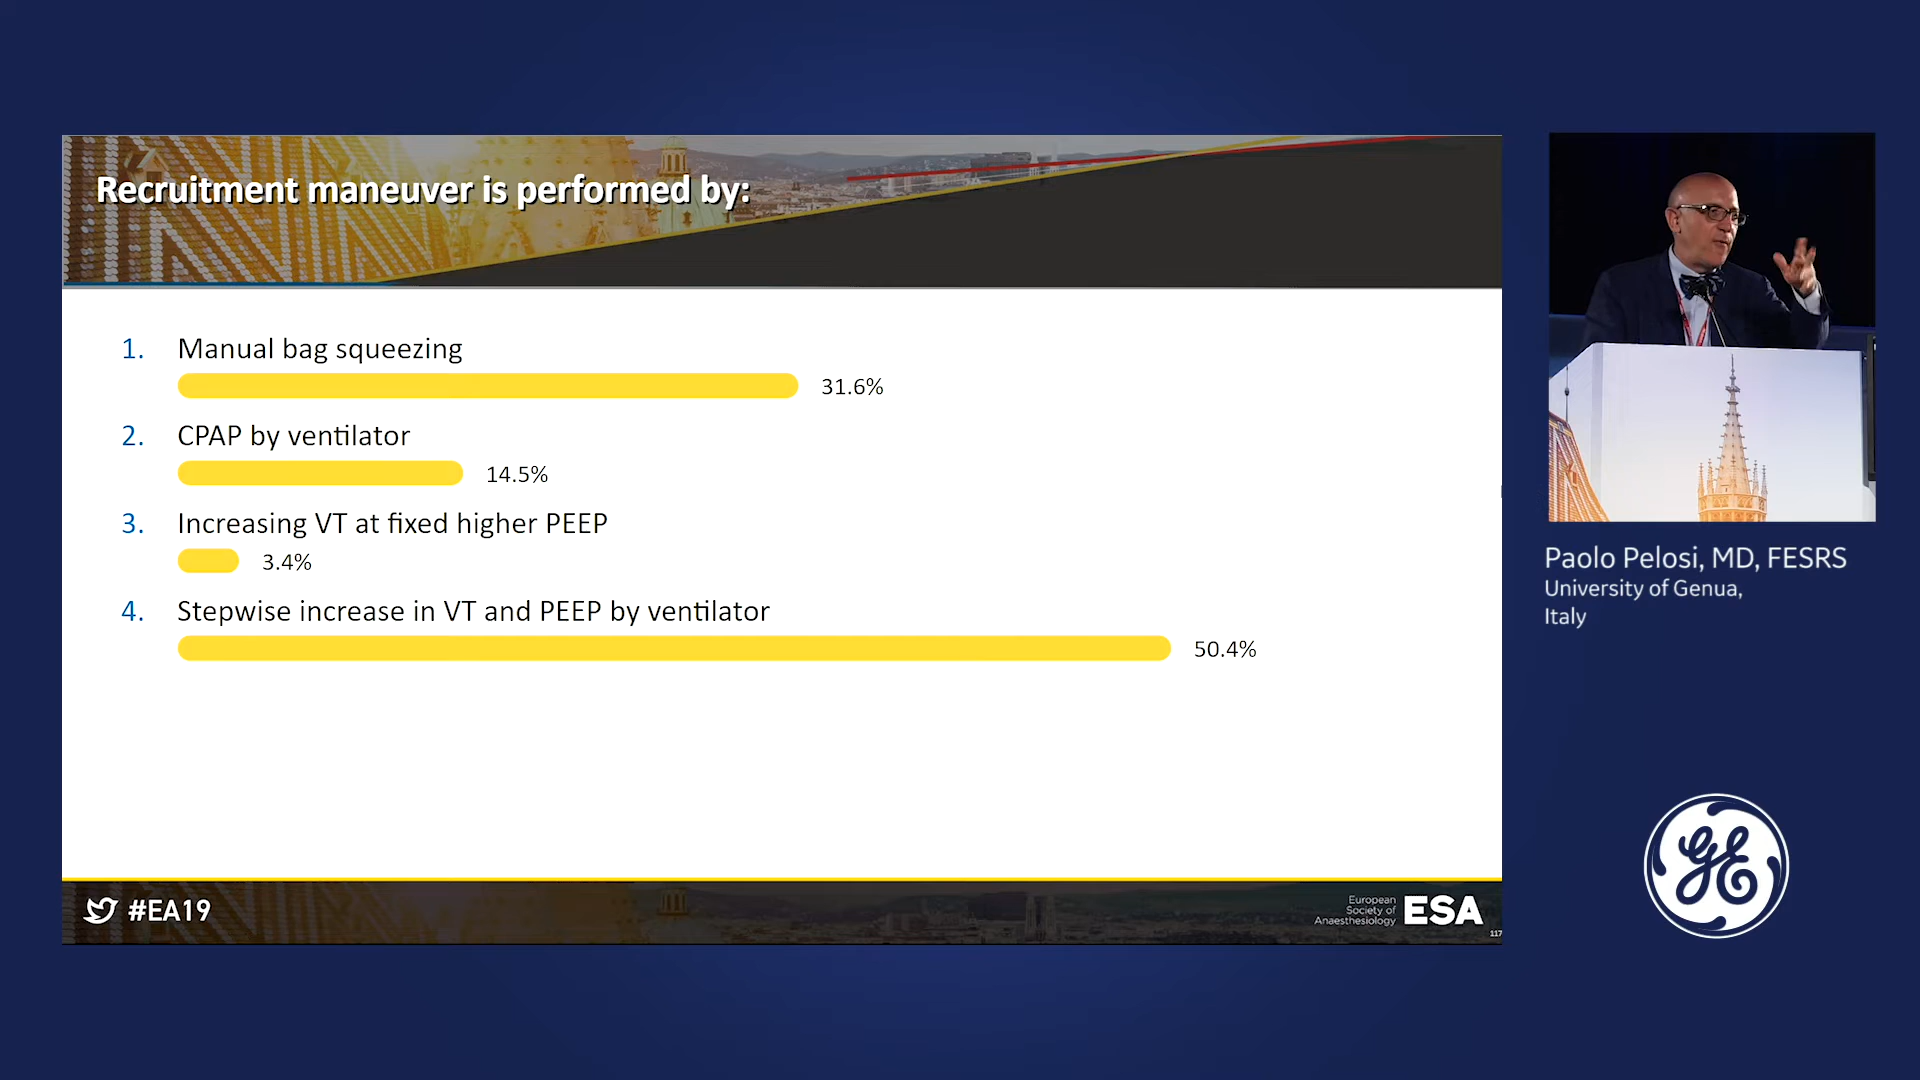 Recruitment maneuver is performed by:
1. Manual bag squeezing
31.6%
2. CPAP by ventilator
14.5%
3. Increasing VT at fixed higher PEEP
3.4%
4. Stepwise increase in VT and PEEP by ventilator
50.4%
#EA19
European
Society of
Anaesthesiology
ESA
117
Paolo Pelosi, MD, FESRS
University of Genua,
Italy
GE